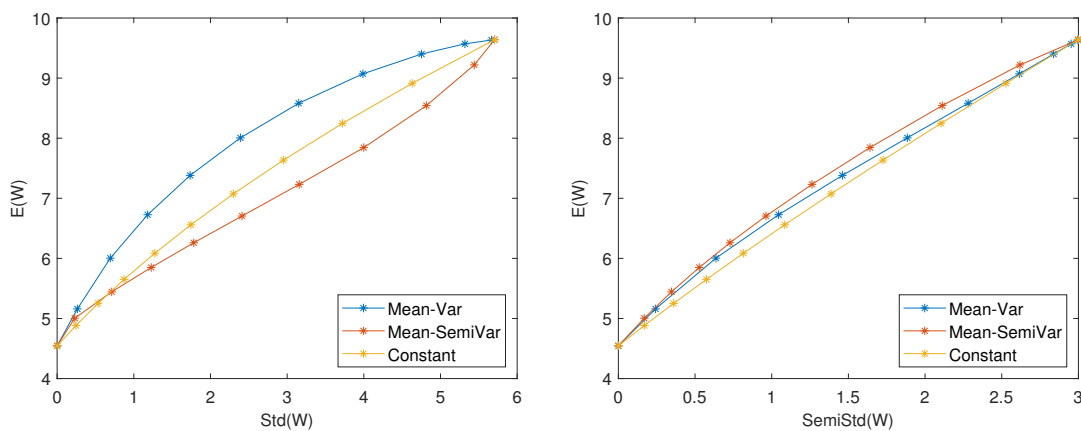 10
9
8
7
6
5
4
E(W)
0 1 2 3 4 5 6
Std(W)
Mean-Var
Mean-SemiVar
Constant
10
9
8
7
6
5
4
E(W)
0 0.5 1 1.5 2 2.5 3
SemiStd(W)
Mean-Var
Mean-SemiVar
Constant